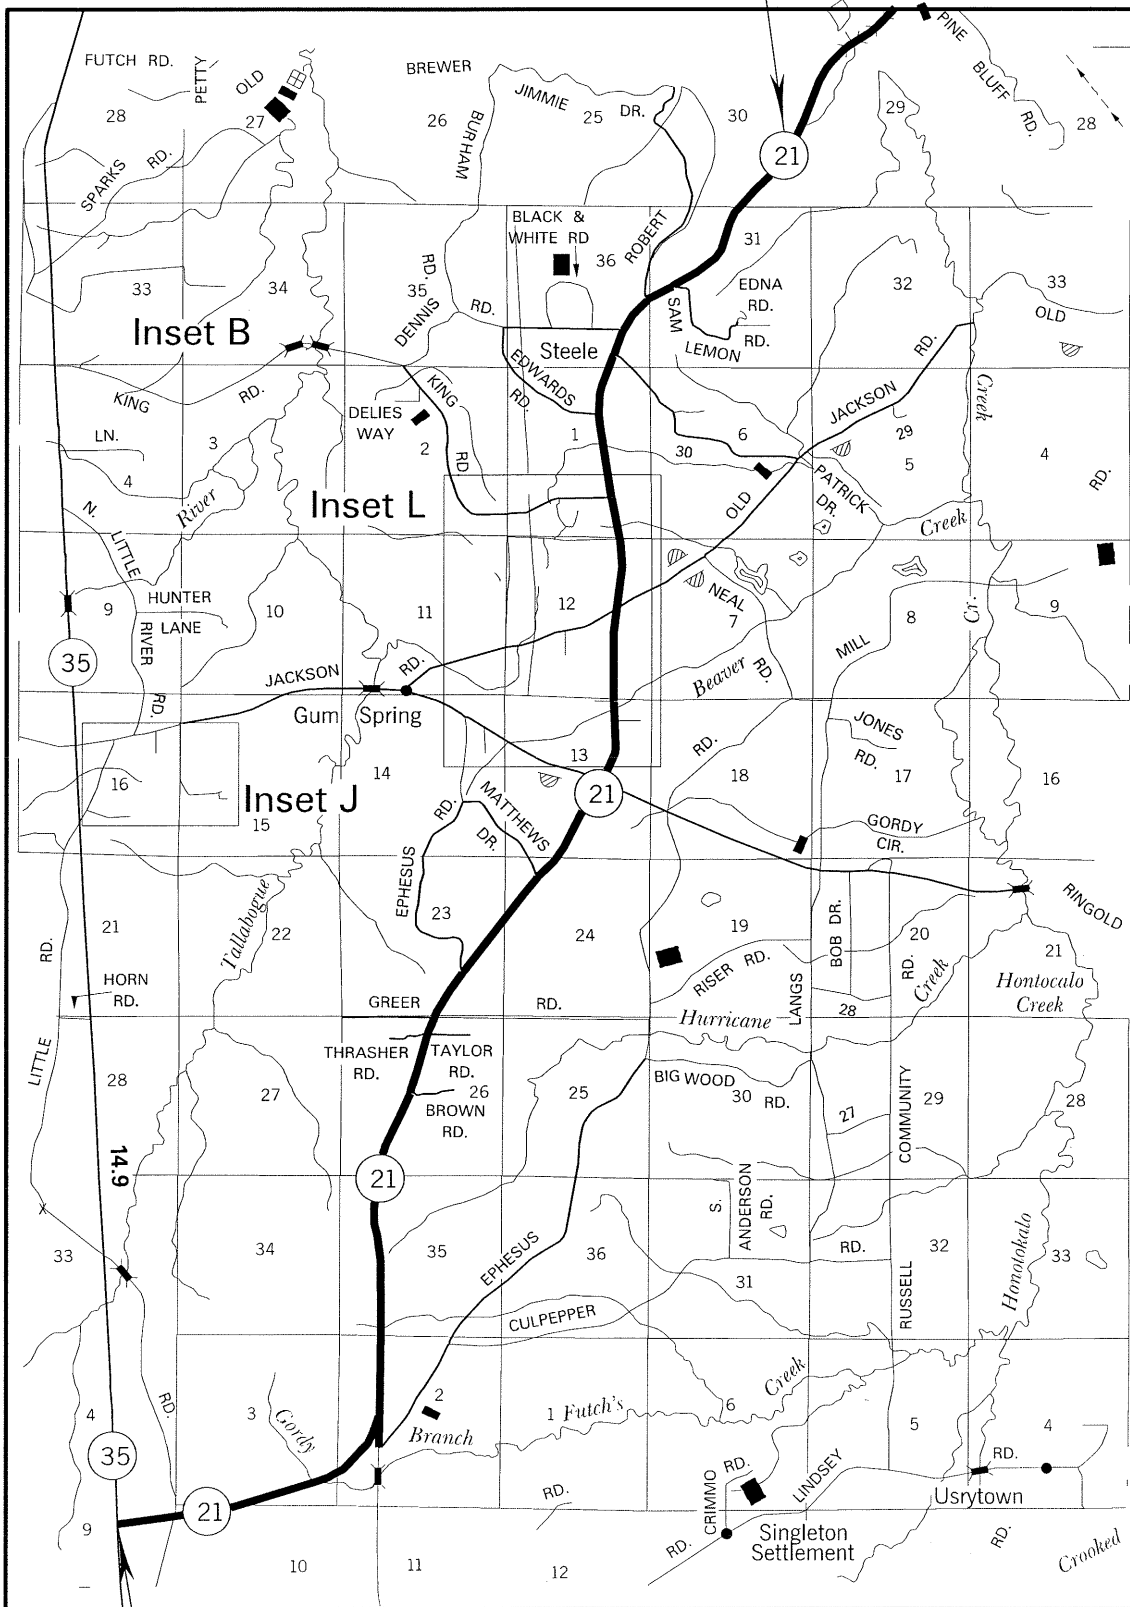 PINE
BLUFF
RD.
FUTCH RD.
PETTY
OLD
BREWER
JIMMIE
DR.
28
27
26
25
30
29
28
BURHAM
21
SPARKS
RD.
BLACK &
WHITE RD
36
ROBERT
31
33
34
35
RD.
DENNIS
RD.
EDNA
RD.
32
33
OLD
SAM
LEMON
RD.
Inset B
Steele
RD.
KING
RD.
KING
RD.
EDWARDS
RD.
DELIES
WAY
JACKSON
Creek
LN.
3
2
1
30
6
29
5
4
RD.
4
River
Inset L
OLD
PATRICK
DR.
Creek
N.
LITTLE
RIVER
RD.
9
HUNTER
LANE
10
11
12
NEAL
RD.
7
8
9
Cr.
MILL
35
JACKSON
RD.
Beaver
Gum Spring
RD.
JONES
RD.
16
Inset J
15
14
13
21
18
17
16
RD.
MATTHEWS
DR.
GORDY
CIR.
EPHESUS
RINGOLD
Tallabogue
21
22
23
24
19
BOB DR.
20
21
RD.
RD.
HORN
RD.
RISER RD.
Creek
Hontocalo
Creek
GREER
RD.
Hurricane
LANGS
28
LITTLE
THRASHER
RD.
TAYLOR
RD.
28
27
26
25
BIG WOOD
30
RD.
BROWN
RD.
27
29
28
COMMUNITY
14.9
21
S.
ANDERSON
RD.
33
34
35
EPHESUS
36
RD.
32
Honotokalo
33
31
CULPEPPER
RUSSELL
RD.
4
3
Gordy
2
Branch
1
Futch's
Creek
6
5
4
35
RD.
RD.
LINDSEY
RD.
CRIMMO
Usrytown
21
9
10
11
12
RD.
Singleton
Settlement
RD.
Crooked